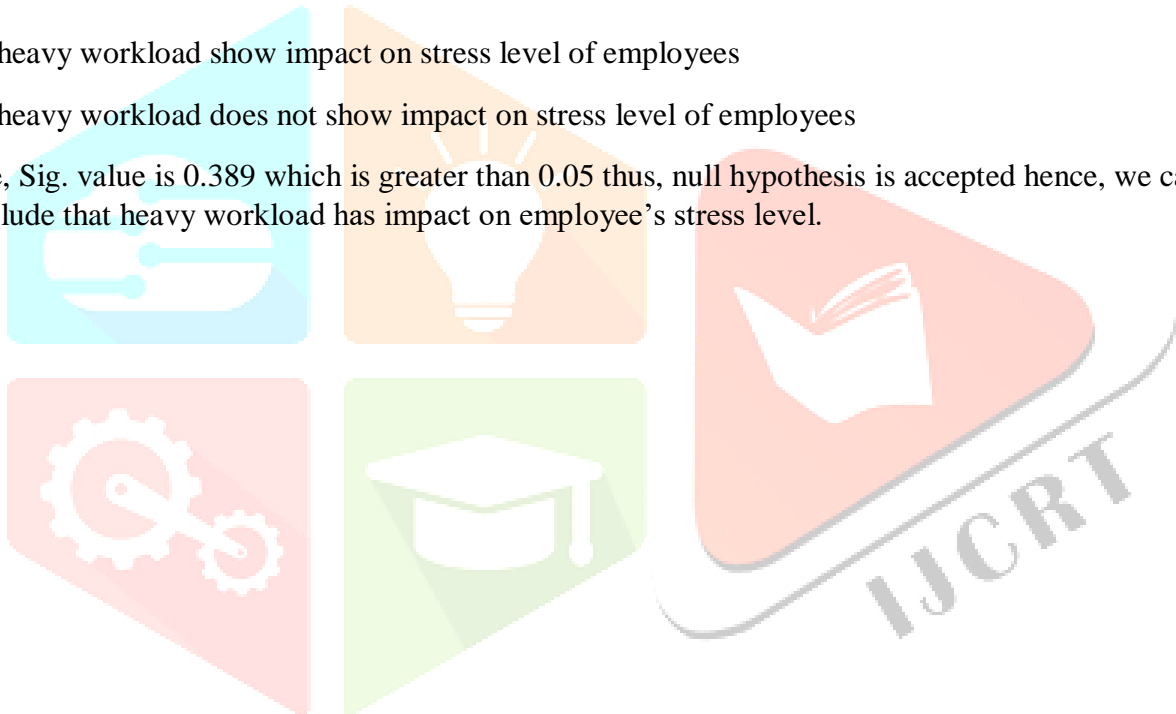 heavy workload show impact on stress level of employees
heavy workload does not show impact on stress level of employees
, Sig. value is 0.389 which is greater than 0.05 thus, null hypothesis is accepted hence, we ca
lude that heavy workload has impact on employee’s stress level.
IJCRT